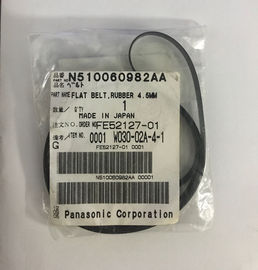 品番 N510060982AA
品名 ベルト
PART NAME FLAT BELT,RUBBER 4.6MM
数量 Q'TY 1
MADE IN JAPAN
注文NO. ORDER NO. FE52127-01
ITEM NO. 0001 W030-02A-4-1
G
FE52127-01 0001
N510060982AA 00001
Panasonic Corporation